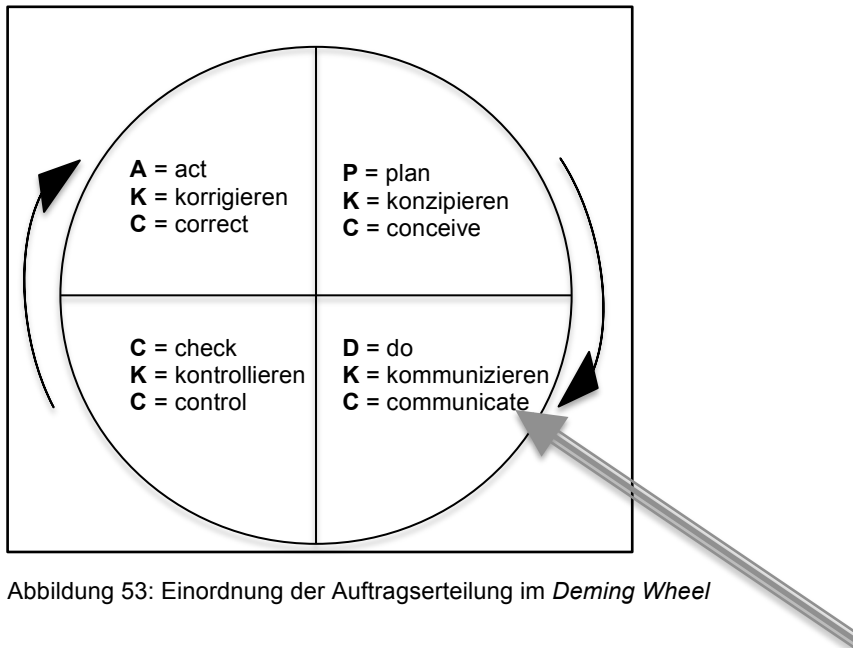 A = act
K = korrigieren
C = correct
P = plan
K = konzipieren
C = conceive
C = check
K = kontrollieren
C = control
D = do
K = kommunizieren
C = communicate
Abbildung 53: Einordnung der Auftragserteilung im Deming Wheel